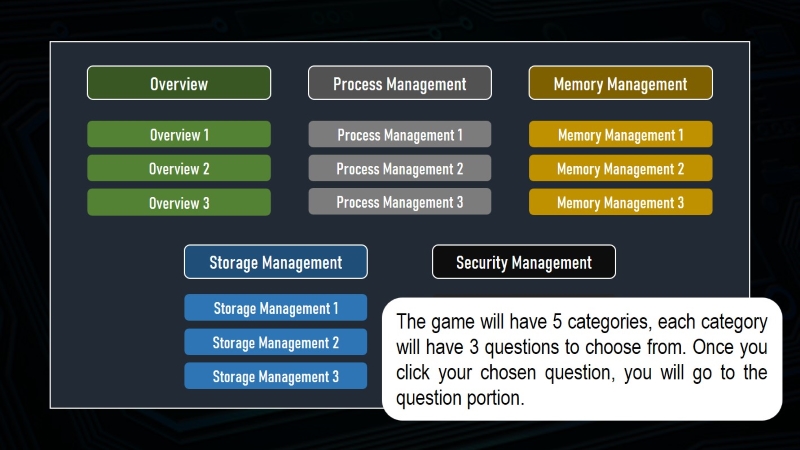 Overview
Process Management
Memory Management
Overview 1
Process Management 1
Memory Management 1
Overview 2
Process Management 2
Memory Management 2
Overview 3
Process Management 3
Memory Management 3
Storage Management
Security Management
Storage Management 1
Storage Management 2
Storage Management 3
The game will have 5 categories, each category
will have 3 questions to choose from. Once you
click your chosen question, you will go to the
question portion.